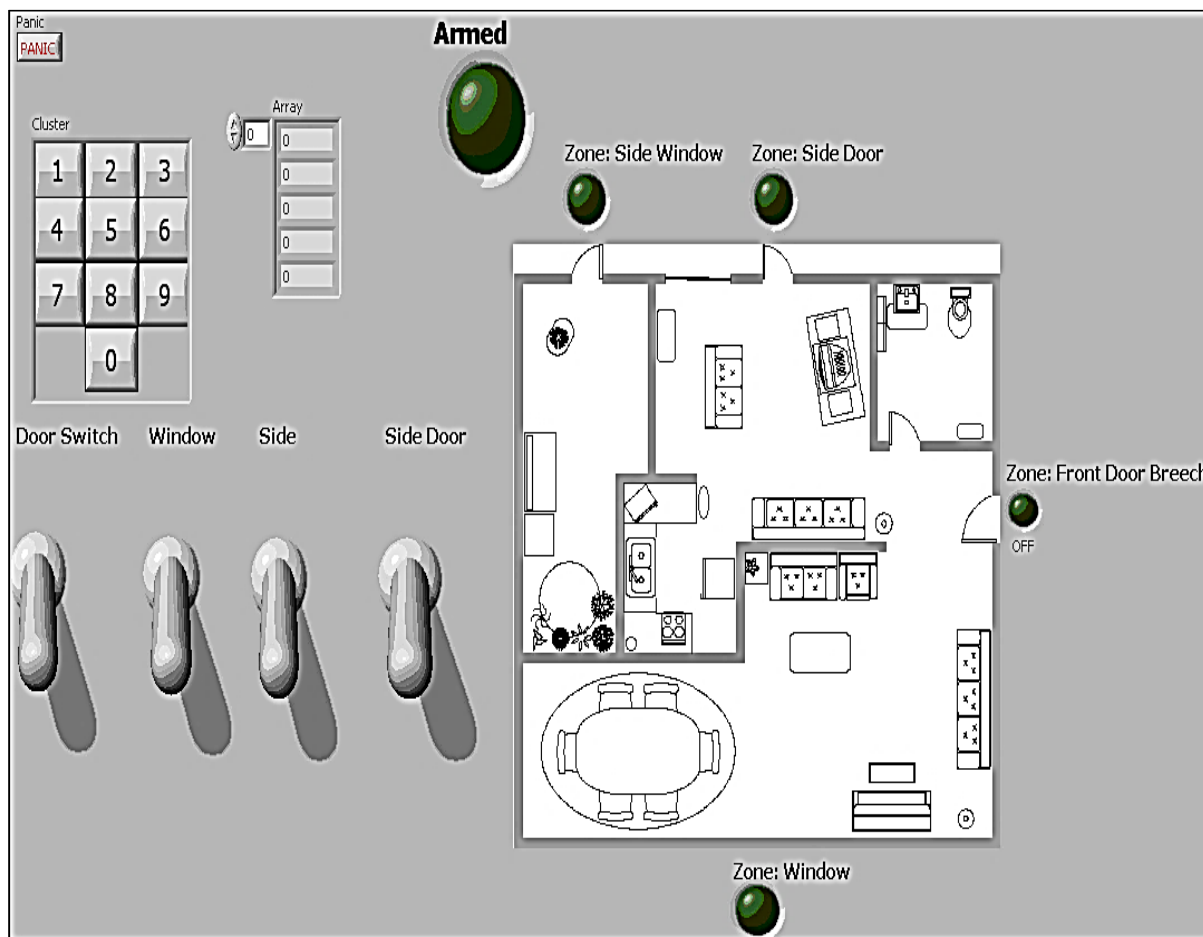 Panic
PANIC
Armed
Cluster
Array
0
0
0
0
0
0
1 2 3
4 5 6
7 8 9
0
Zone: Side Window
Zone: Side Door
Door Switch
Window
Side
Side Door
Zone: Front Door Breech
OFF
Zone: Window